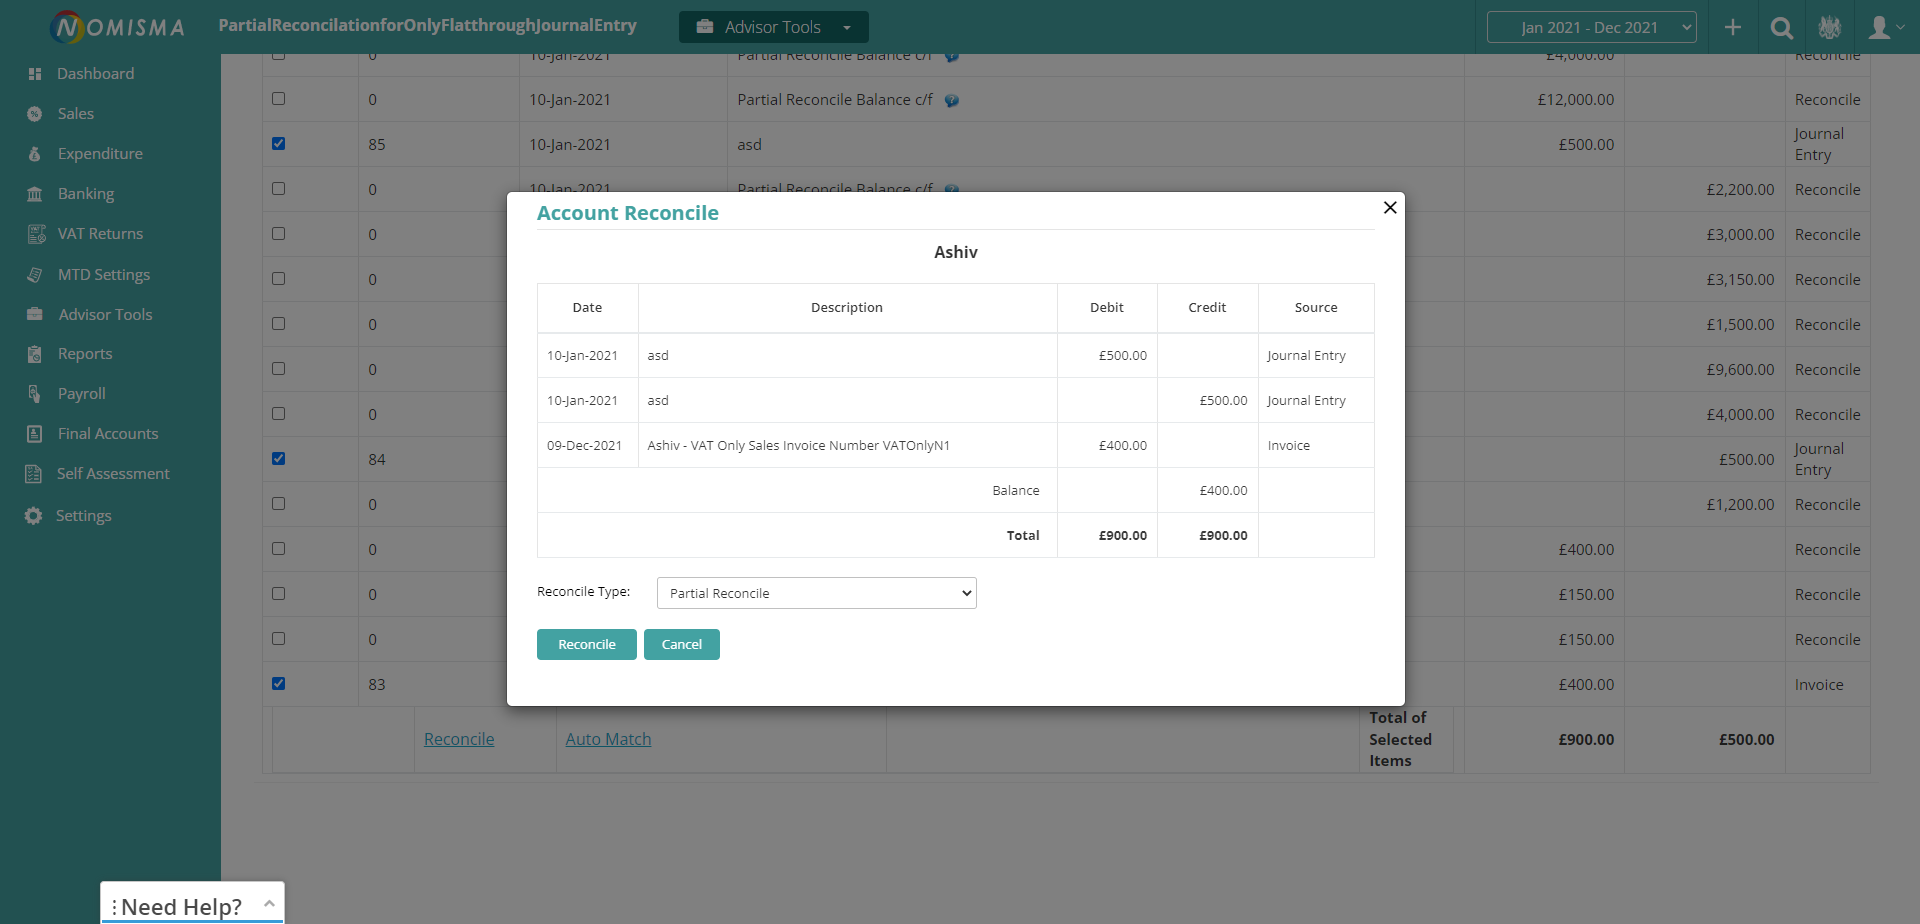 NOMISMA
PartialReconcilationforOnlyFlatthroughJournalEntry
Advisor Tools
Jan 2021 - Dec 2021
Dashboard
Sales
Expenditure
Banking
VAT Returns
MTD Settings
Advisor Tools
Reports
Payroll
Final Accounts
Self Assessment
Settings
0 10-Jan-2021 Partial Reconcile Balance c/f £4,000.00 Reconcile
0 10-Jan-2021 Partial Reconcile Balance c/f £12,000.00 Reconcile
85 10-Jan-2021 asd £500.00 Journal Entry
0 10-Jan-2021 Partial Reconcile Balance c/f £2,200.00 Reconcile
0 £3,000.00 Reconcile
0 £3,150.00 Reconcile
0 £1,500.00 Reconcile
0 £9,600.00 Reconcile
0 £4,000.00 Reconcile
84 £500.00 Journal Entry
0 £1,200.00 Reconcile
0 £400.00 Reconcile
0 £150.00 Reconcile
0 £150.00 Reconcile
83 £400.00 Invoice
Reconcile Auto Match Total of Selected Items £900.00 £500.00
Account Reconcile
Ashiv
Date Description Debit Credit Source
10-Jan-2021 asd £500.00 Journal Entry
10-Jan-2021 asd £500.00 Journal Entry
09-Dec-2021 Ashiv - VAT Only Sales Invoice Number VATOnlyN1 £400.00 Invoice
Balance £400.00
Total £900.00 £900.00
Reconcile Type: Partial Reconcile
Reconcile Cancel
Need Help?